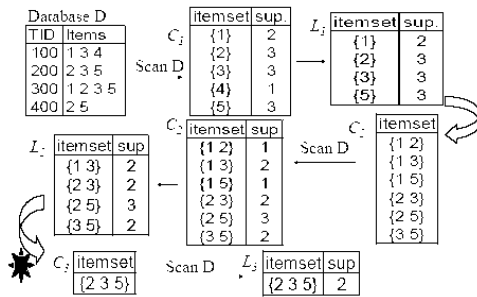 Database D
TID Items
100 1 3 4
200 2 3 5
300 1 2 3 5
400 2 5
Scan D
C1
itemset sup.
{1} 2
{2} 3
{3} 3
{4} 1
{5} 3
L1
itemset sup.
{1} 2
{2} 3
{3} 3
{5} 3
C2
itemset
{1 2}
{1 3}
{1 5}
{2 3}
{2 5}
{3 5}
Scan D
C2
itemset sup
{1 2} 1
{1 3} 2
{1 5} 1
{2 3} 2
{2 5} 3
{3 5} 2
L2
itemset sup
{1 3} 2
{2 3} 2
{2 5} 3
{3 5} 2
C3
itemset
{2 3 5}
Scan D
L3
itemset sup
{2 3 5} 2